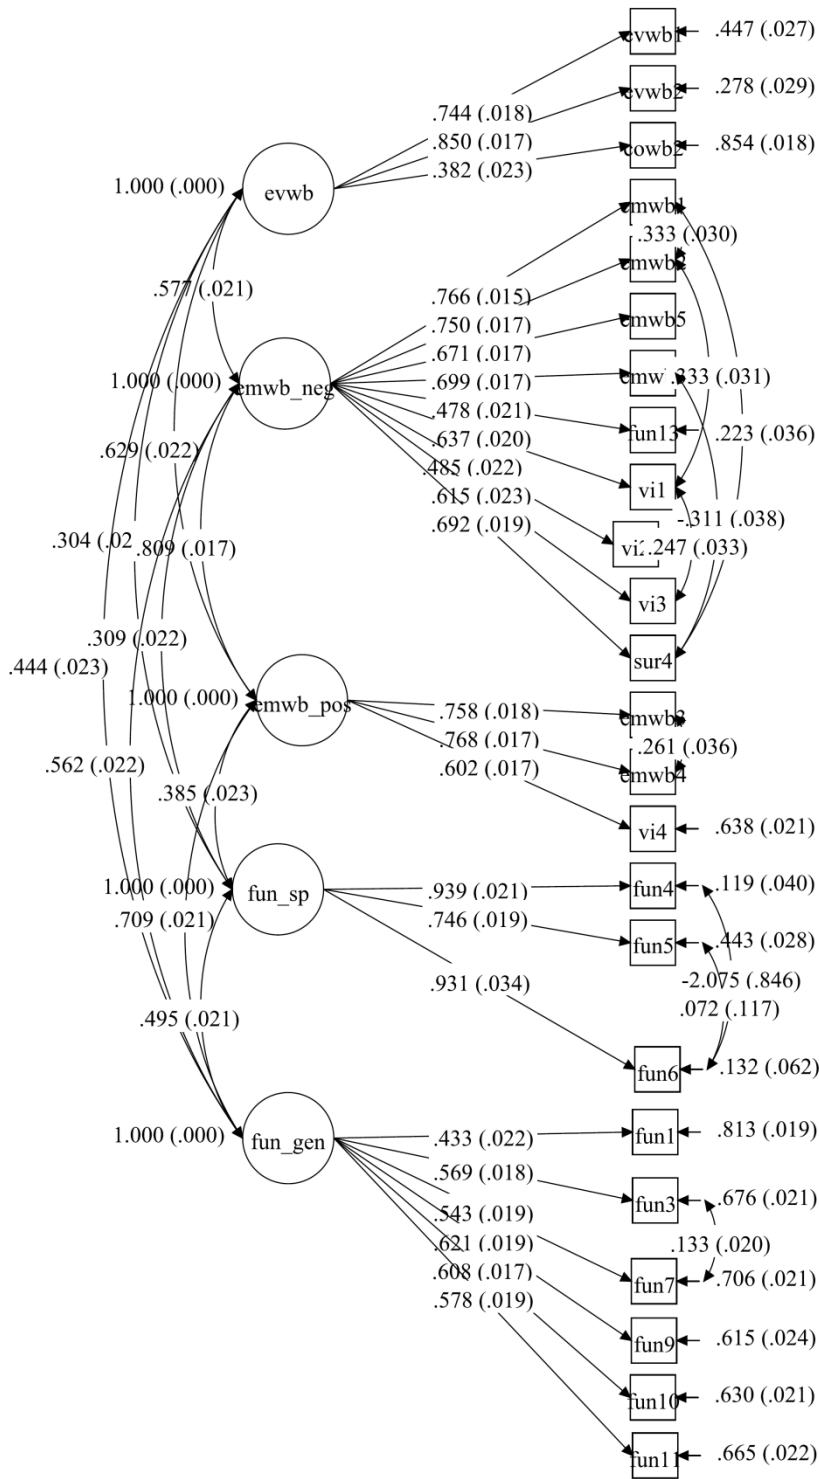 evwb1 .447 (.027)
evwb2 .278 (.029)
.744 (.018)
.850 (.017)
.382 (.023)
cowb2 .854 (.018)
1.000 (.000) evwb
emwb1
.333 (.030)
emwb2
.577 (.021)
.766 (.015)
.750 (.017)
.671 (.017)
.699 (.017)
.478 (.021)
.637 (.020)
.485 (.022)
.615 (.023)
.692 (.019)
emwb5
1.000 (.000) emwb_neg
emw .333 (.031)
fun13 .223 (.036)
.629 (.022)
vi1
-.311 (.038)
.304 (.02 .809 (.017)
.247 (.033)
vi3
.309 (.022)
sur4
.444 (.023)
1.000 (.000) emwb_pos
.758 (.018)
.768 (.017)
.602 (.017)
emwb3
.261 (.036)
emwb4
.562 (.022)
.385 (.023)
vi4 .638 (.021)
1.000 (.000) fun_sp
.939 (.021)
.746 (.019)
.931 (.034)
fun4 .119 (.040)
.709 (.021)
fun5 .443 (.028)
-2.075 (.846)
.072 (.117)
.495 (.021)
fun6 .132 (.062)
1.000 (.000) fun_gen
.433 (.022)
.569 (.018)
.543 (.019)
.621 (.019)
.608 (.017)
.578 (.019)
fun1 .813 (.019)
fun3 .676 (.021)
.133 (.020)
fun7 .706 (.021)
fun9 .615 (.024)
fun10 .630 (.021)
fun11 .665 (.022)